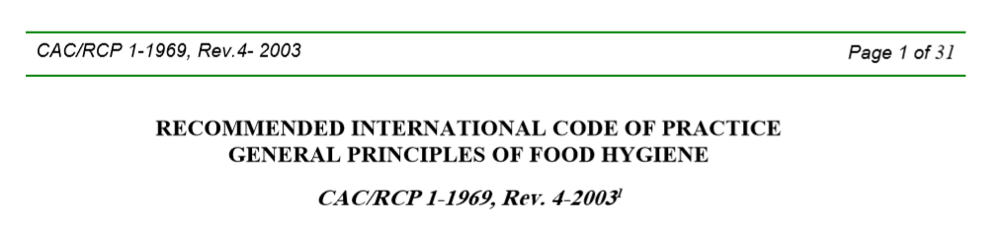 CAC/RCP 1-1969, Rev.4- 2003 Page 1 of 31
RECOMMENDED INTERNATIONAL CODE OF PRACTICE
GENERAL PRINCIPLES OF FOOD HYGIENE
CAC/RCP 1-1969, Rev. 4-2003¹